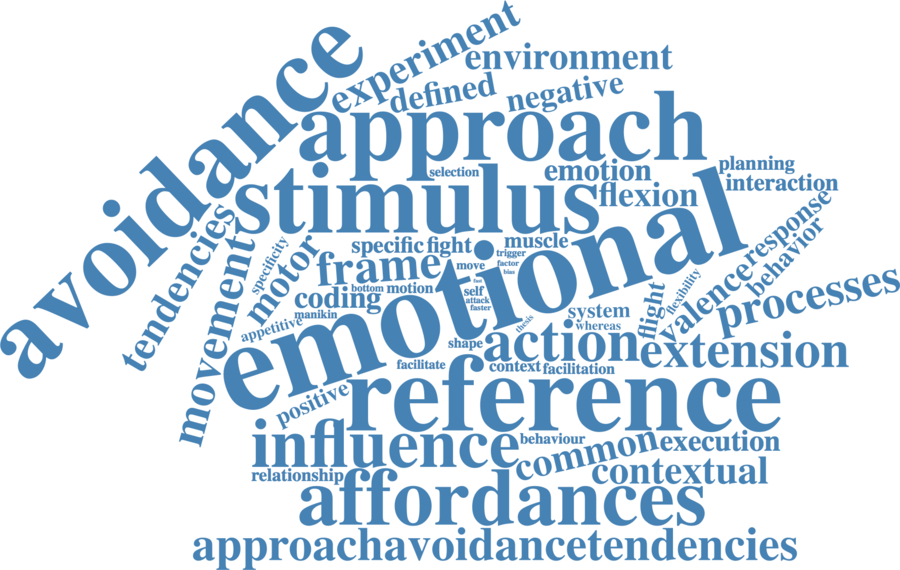 avoidance
experiment
environment
defined
negative
approach
selection
emotion
planning
interaction
stimulus
flexion
tendencies
movement
specificity
motor
specific
fight
muscle
trigger
factor
bias
response
behavior
frame
move
fast
emotional
coding
bottom
motion
self
attack
faster
manikin
appetitive
thesis
system
whereas
flight
flexibility
valence
processes
shape
action
extension
facilitate
context
facilitation
positive
reference
influence
behaviour
common
execution
relationship
contextual
affordances
approachavoidancetendencies